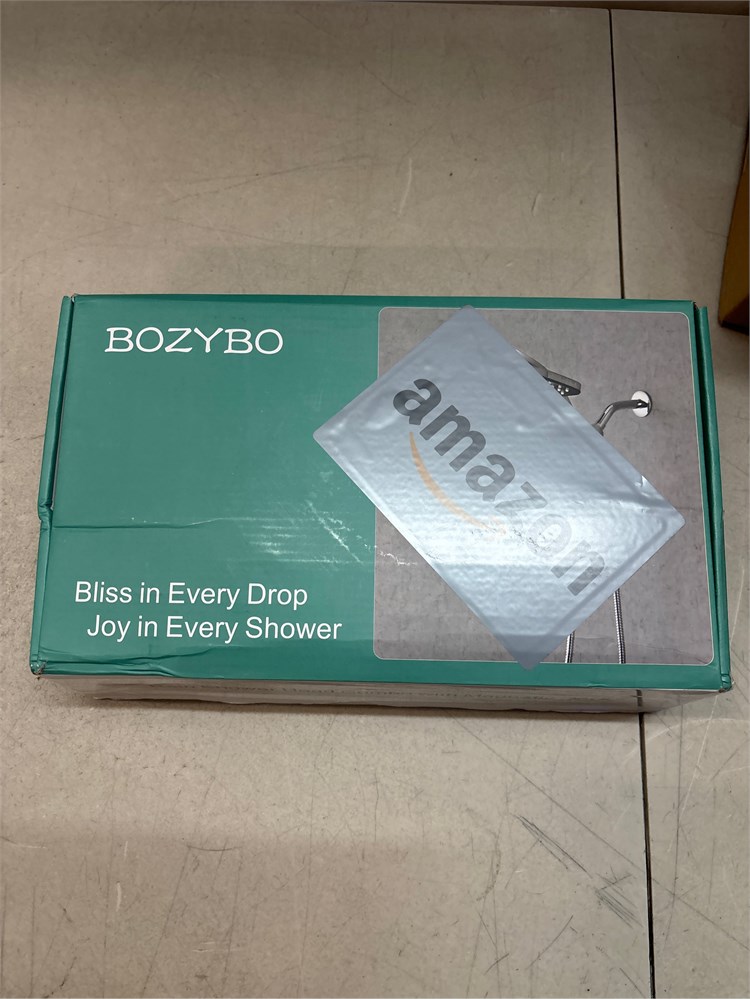 BOZYBO
amazon
Bliss in Every Drop
Joy in Every Shower